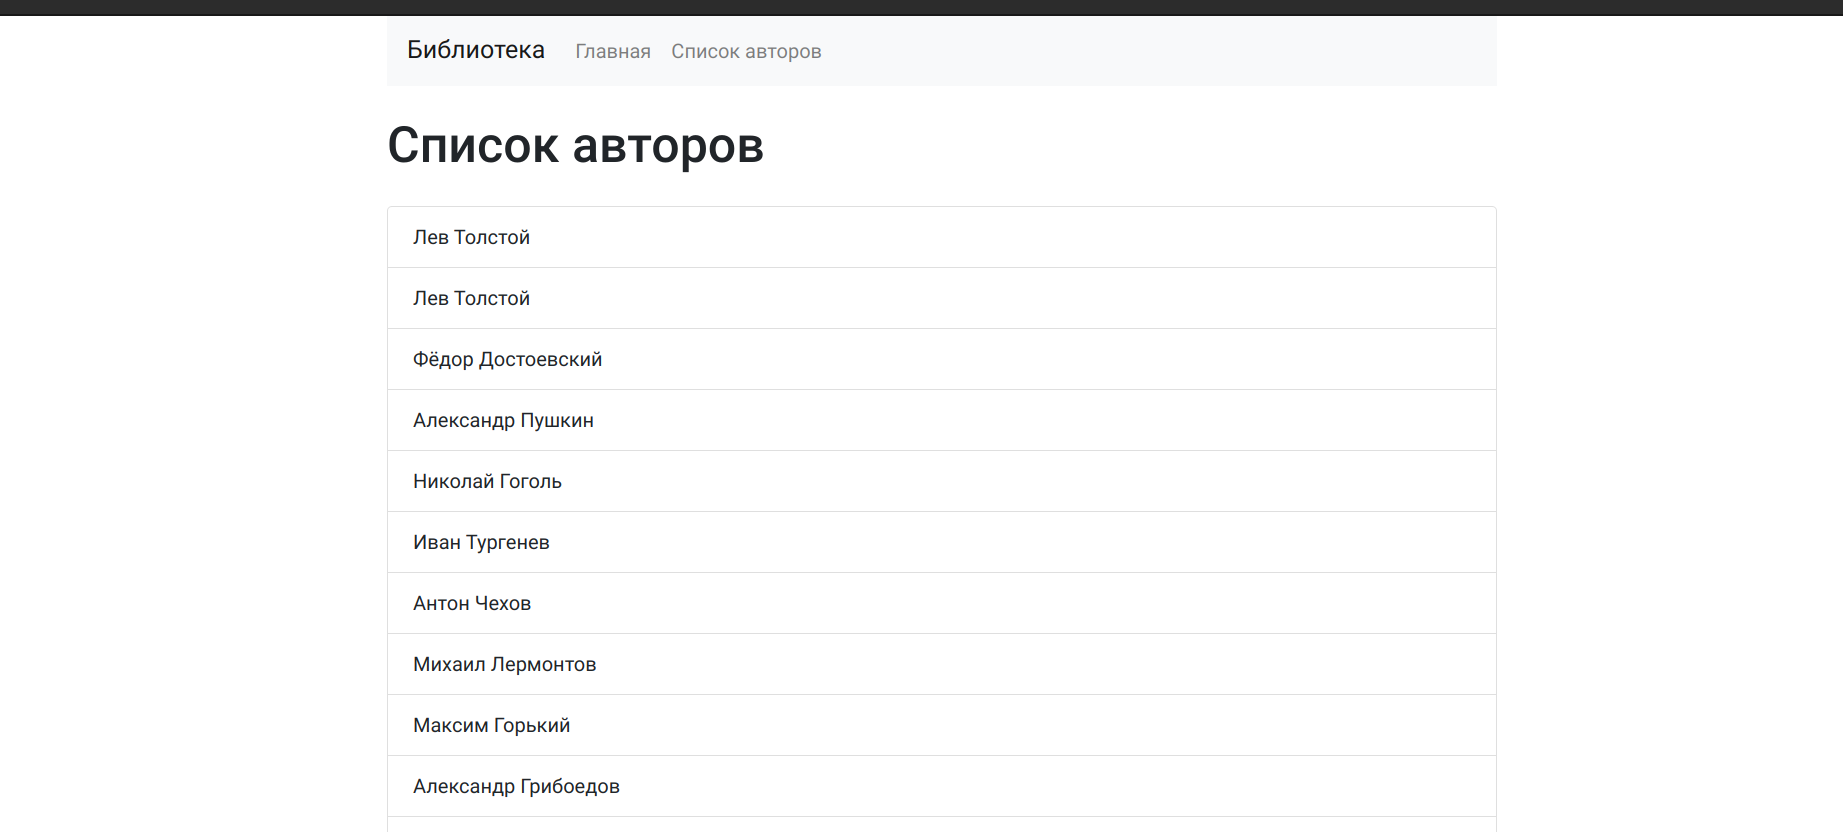 Библиотека Главная Список авторов
Список авторов
Лев Толстой
Лев Толстой
Фёдор Достоевский
Александр Пушкин
Николай Гоголь
Иван Тургенев
Антон Чехов
Михаил Лермонтов
Максим Горький
Александр Грибоедов